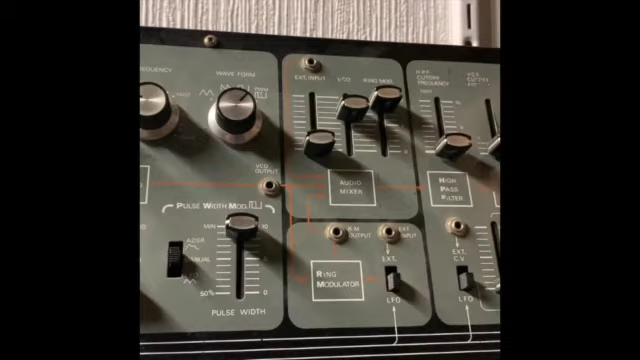 WAVE FORM
EXT. INPUT
VCO
RING MOD.
H.P.F.
CUTOFF
FREQUENCY
PWM
VCO
OUTPUT
AUDIO
MIXER
HIGH
PASS
FILTER
PULSE WIDTH MOD.
R.M
OUTPUT
EXT
INPUT
MIN
10
ADSR
MANUAL
EXT.
EXT.
C.V
RING
MODULATOR
50%
0
LFO
LFO
PULSE WIDTH